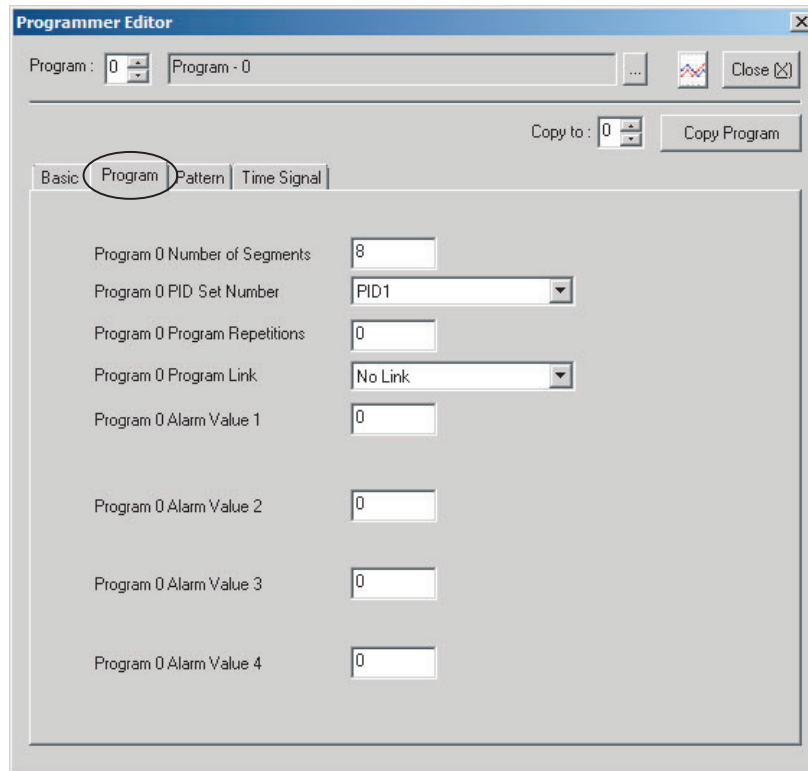 Programmer Editor
Program : 0 Program - 0 ... Close (X)
Copy to : 0 Copy Program
Basic Program Pattern Time Signal
Program 0 Number of Segments 8
Program 0 PID Set Number PID1
Program 0 Program Repetitions 0
Program 0 Program Link No Link
Program 0 Alarm Value 1 0
Program 0 Alarm Value 2 0
Program 0 Alarm Value 3 0
Program 0 Alarm Value 4 0